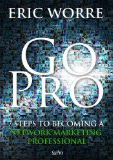 ERIC WORRE
GO
PRO
7 STEPS TO BECOMING A
NETWORK MARKETING
PROFESSIONAL